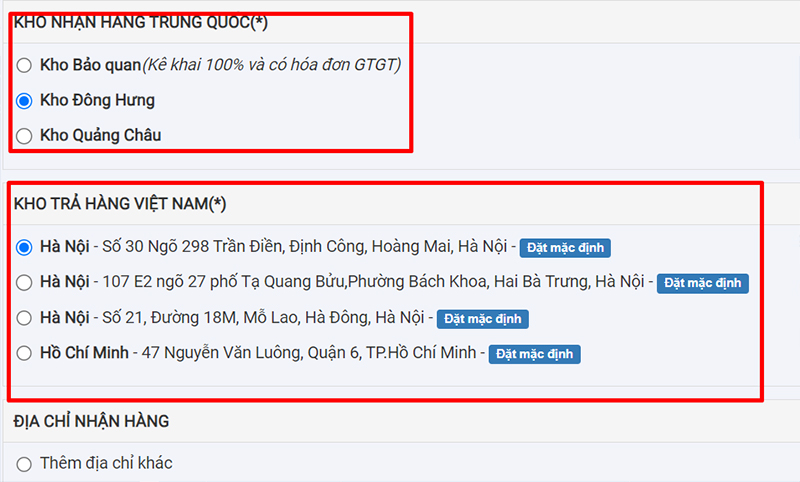 KHO NHẬN HÀNG TRUNG QUỐC(*)
Kho Bảo quan(Kê khai 100% và có hóa đơn GTGT)
Kho Đông Hưng
Kho Quảng Châu
KHO TRẢ HÀNG VIỆT NAM(*)
Hà Nội - Số 30 Ngõ 298 Trần Điền, Định Công, Hoàng Mai, Hà Nội - Đặt mặc định
Hà Nội - 107 E2 ngõ 27 phố Tạ Quang Bửu,Phường Bách Khoa, Hai Bà Trưng, Hà Nội - Đặt mặc định
Hà Nội - Số 21, Đường 18M, Mỗ Lao, Hà Đông, Hà Nội - Đặt mặc định
Hồ Chí Minh - 47 Nguyễn Văn Luông, Quận 6, TP.Hồ Chí Minh - Đặt mặc định
ĐỊA CHỈ NHẬN HÀNG
Thêm địa chỉ khác